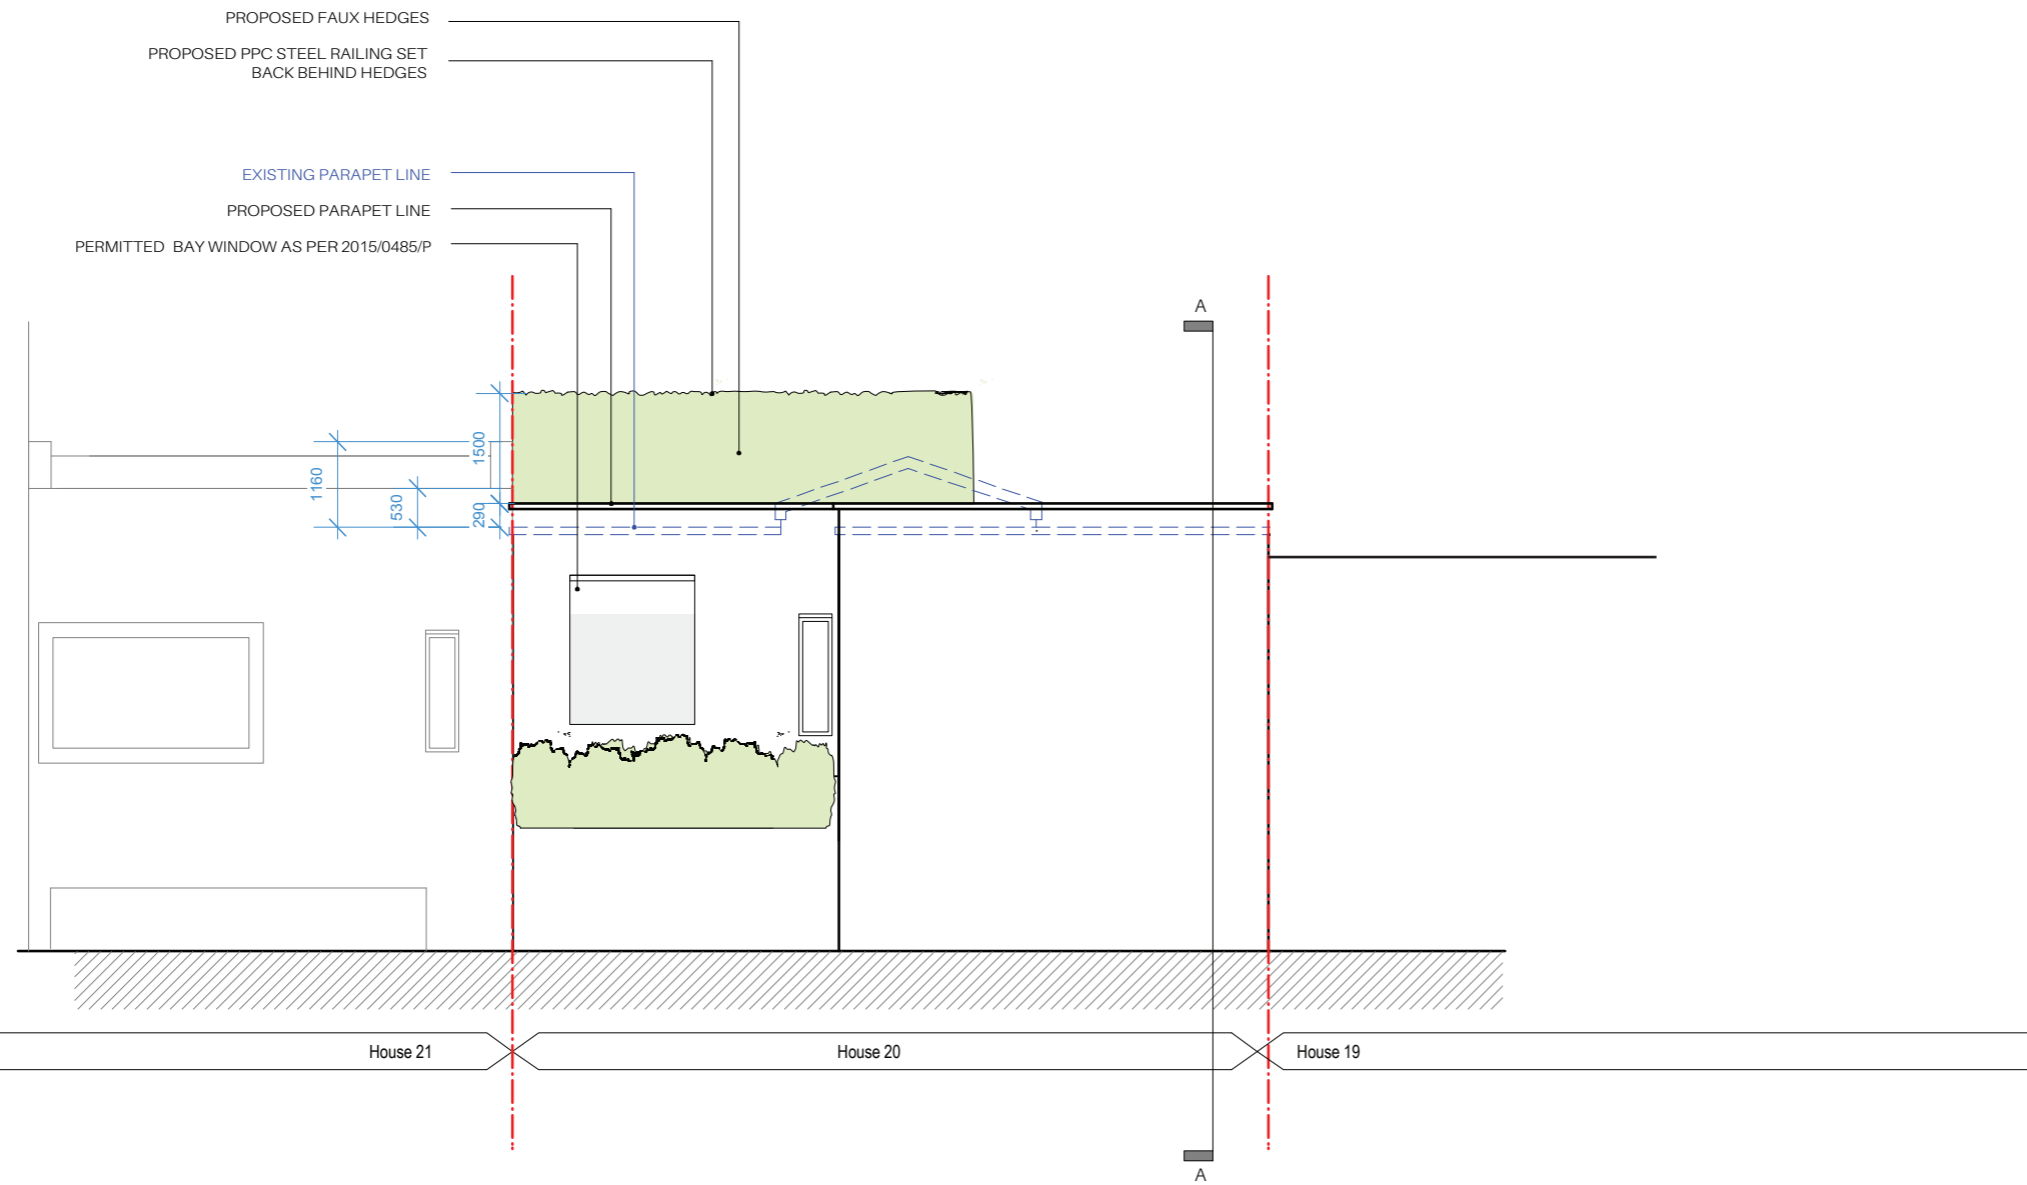 PROPOSED FAUX HEDGES
PROPOSED PPC STEEL RAILING SET
BACK BEHIND HEDGES
EXISTING PARAPET LINE
PROPOSED PARAPET LINE
PERMITTED BAY WINDOW AS PER 2015/0485/P
A
1500
1160
530
290
House 21
House 20
House 19
A